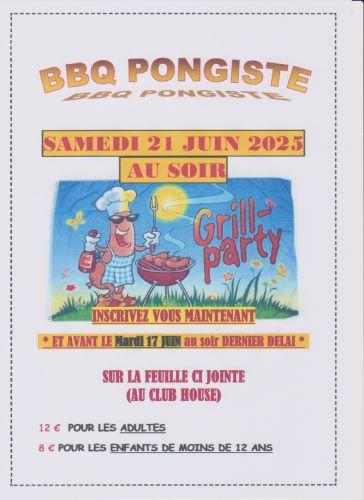 BBQ PONGISTE
SAMEDI 21 JUIN 2025
AU SOIR
Grill-
party
INSCRIVEZ VOUS MAINTENANT
* ET AVANT LE Mardi 17 JUIN au soir DERNIER DELAI *
SUR LA FEUILLE CI JOINTE
(AU CLUB HOUSE)
12 € POUR LES ADULTES
8 € POUR LES ENFANTS DE MOINS DE 12 ANS